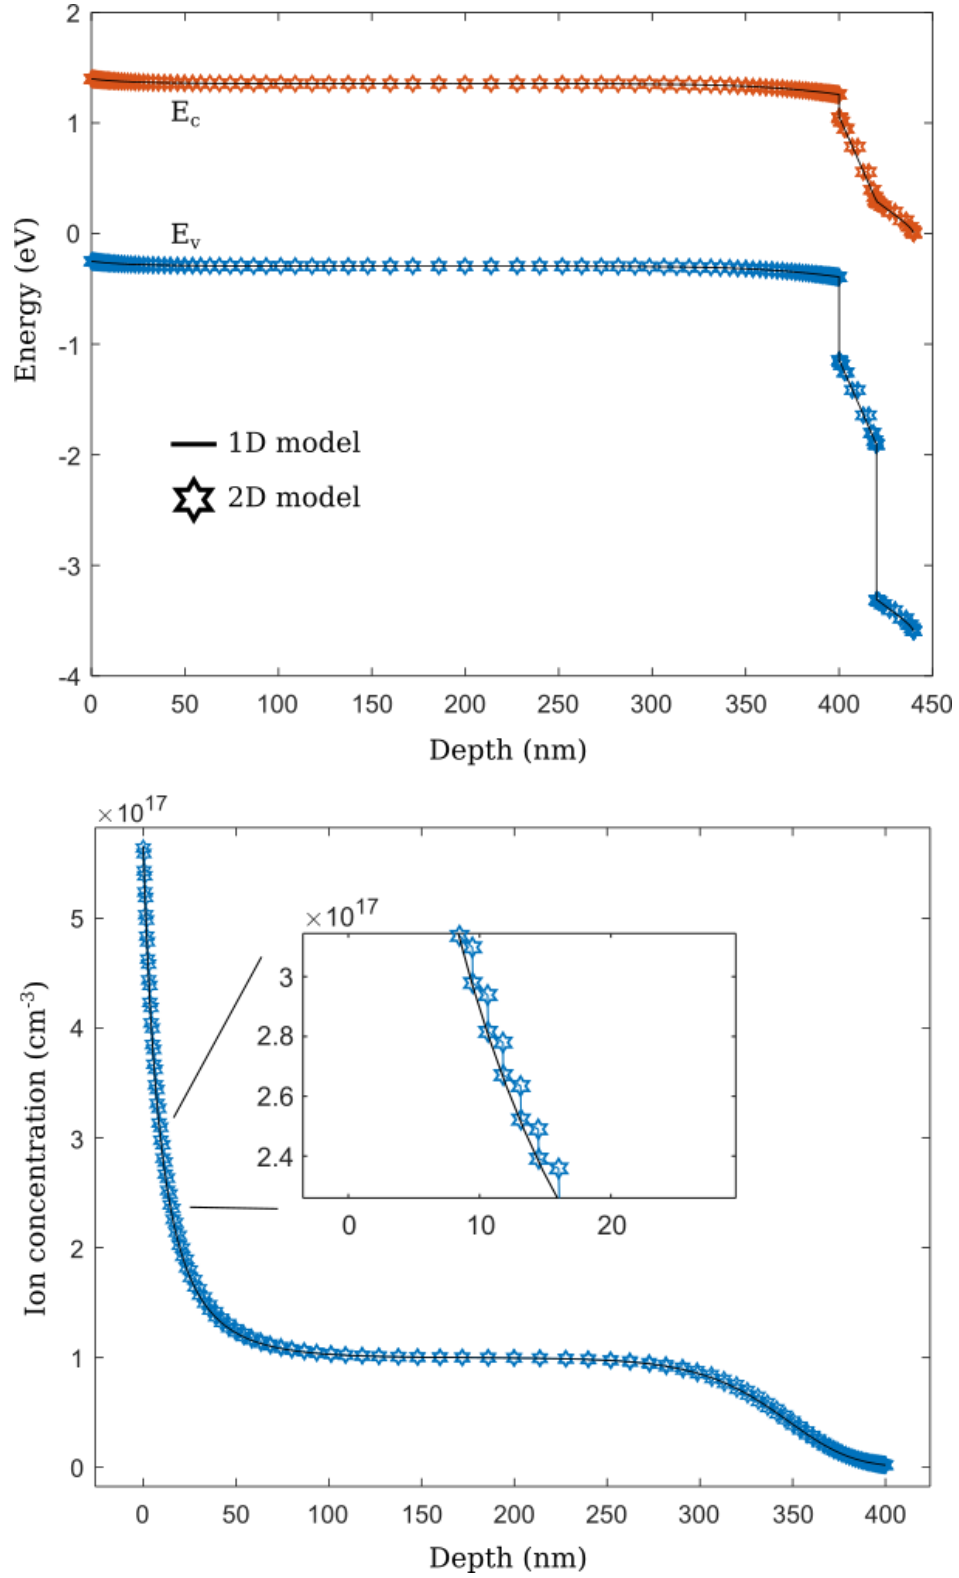 2
1
0
-1
-2
-3
-4
Energy (eV)
E_c
E_v
1D model
2D model
0 50 100 150 200 250 300 350 400 450
Depth (nm)
×10^17
5
4
3
2
1
0
Ion concentration (cm^-3)
×10^17
3
2.8
2.6
2.4
0 10 20
0 50 100 150 200 250 300 350 400
Depth (nm)